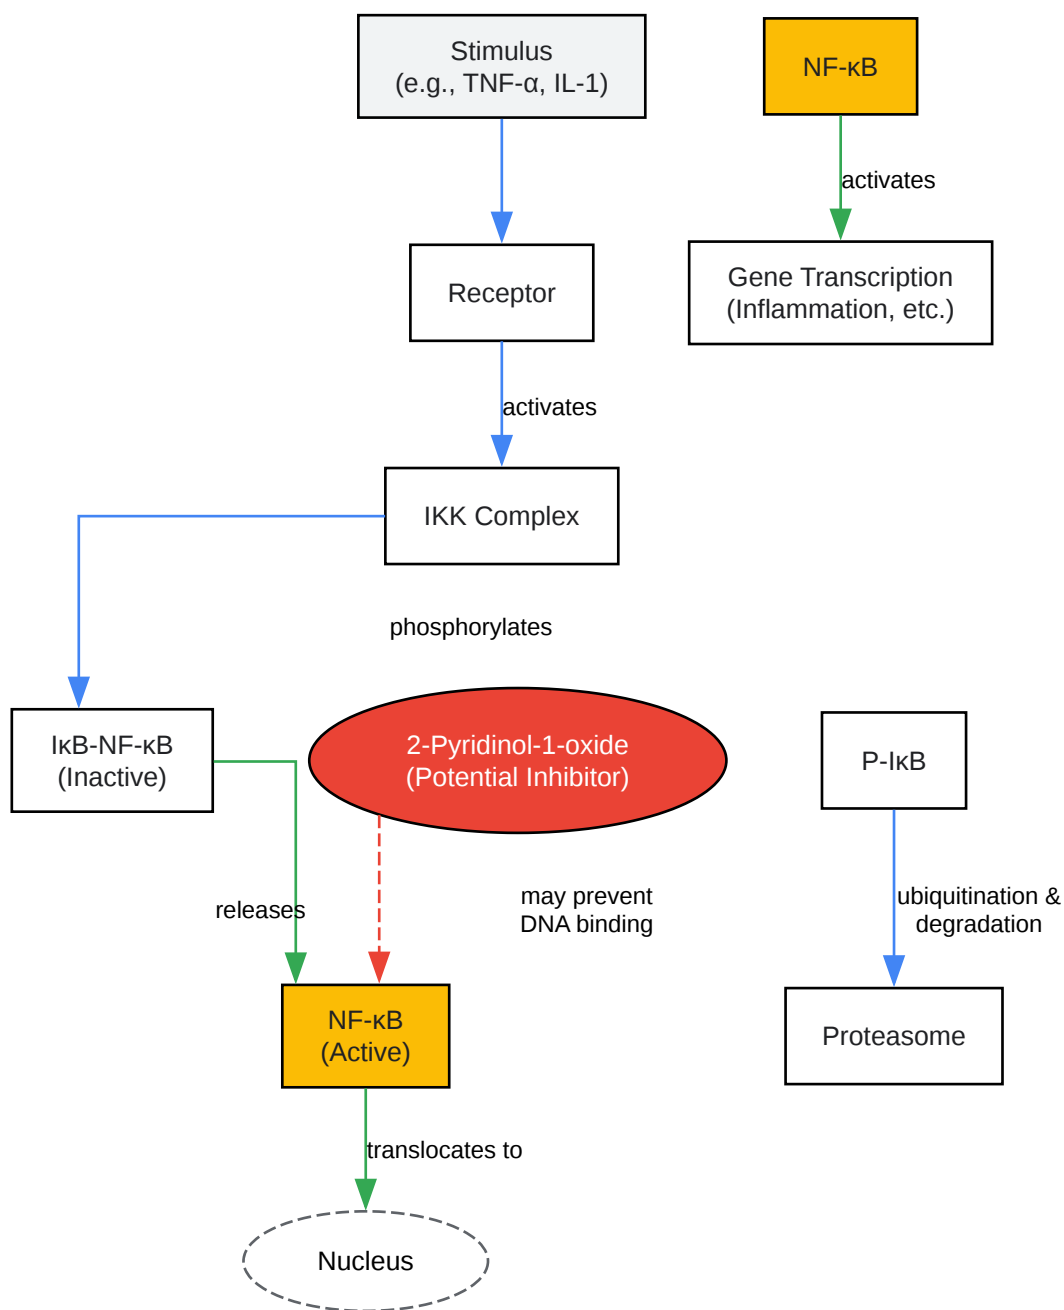 Stimulus
(e.g., TNF-α, IL-1)
NF-κB
activates
Gene Transcription
(Inflammation, etc.)
Receptor
activates
IKK Complex
phosphorylates
IκB-NF-κB
(Inactive)
2-Pyridinol-1-oxide
(Potential Inhibitor)
P-IκB
releases
may prevent
DNA binding
ubiquitination &
degradation
NF-κB
(Active)
Proteasome
translocates to
Nucleus